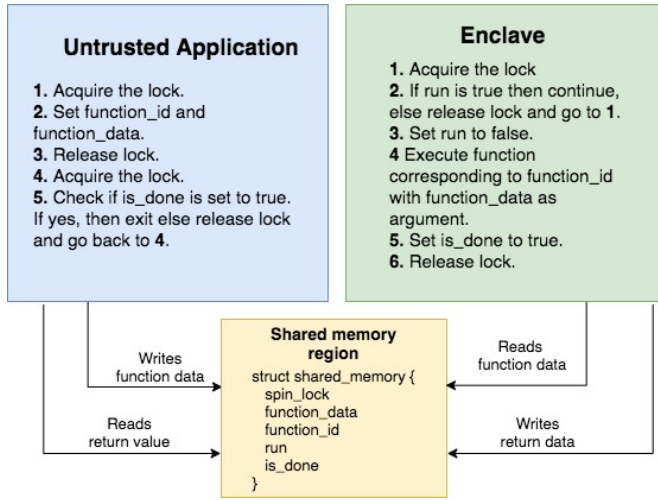 Untrusted Application
1. Acquire the lock.
2. Set function_id and
function_data.
3. Release lock.
4. Acquire the lock.
5. Check if is_done is set to true.
If yes, then exit else release lock
and go back to 4.
Enclave
1. Acquire the lock
2. If run is true then continue,
else release lock and go to 1.
3. Set run to false.
4 Execute function
corresponding to function_id
with function_data as
argument.
5. Set is_done to true.
6. Release lock.
Writes
function data
Reads
return value
Shared memory
region
struct shared_memory {
spin_lock
function_data
function_id
run
is_done
}
Reads
function data
Writes
return data